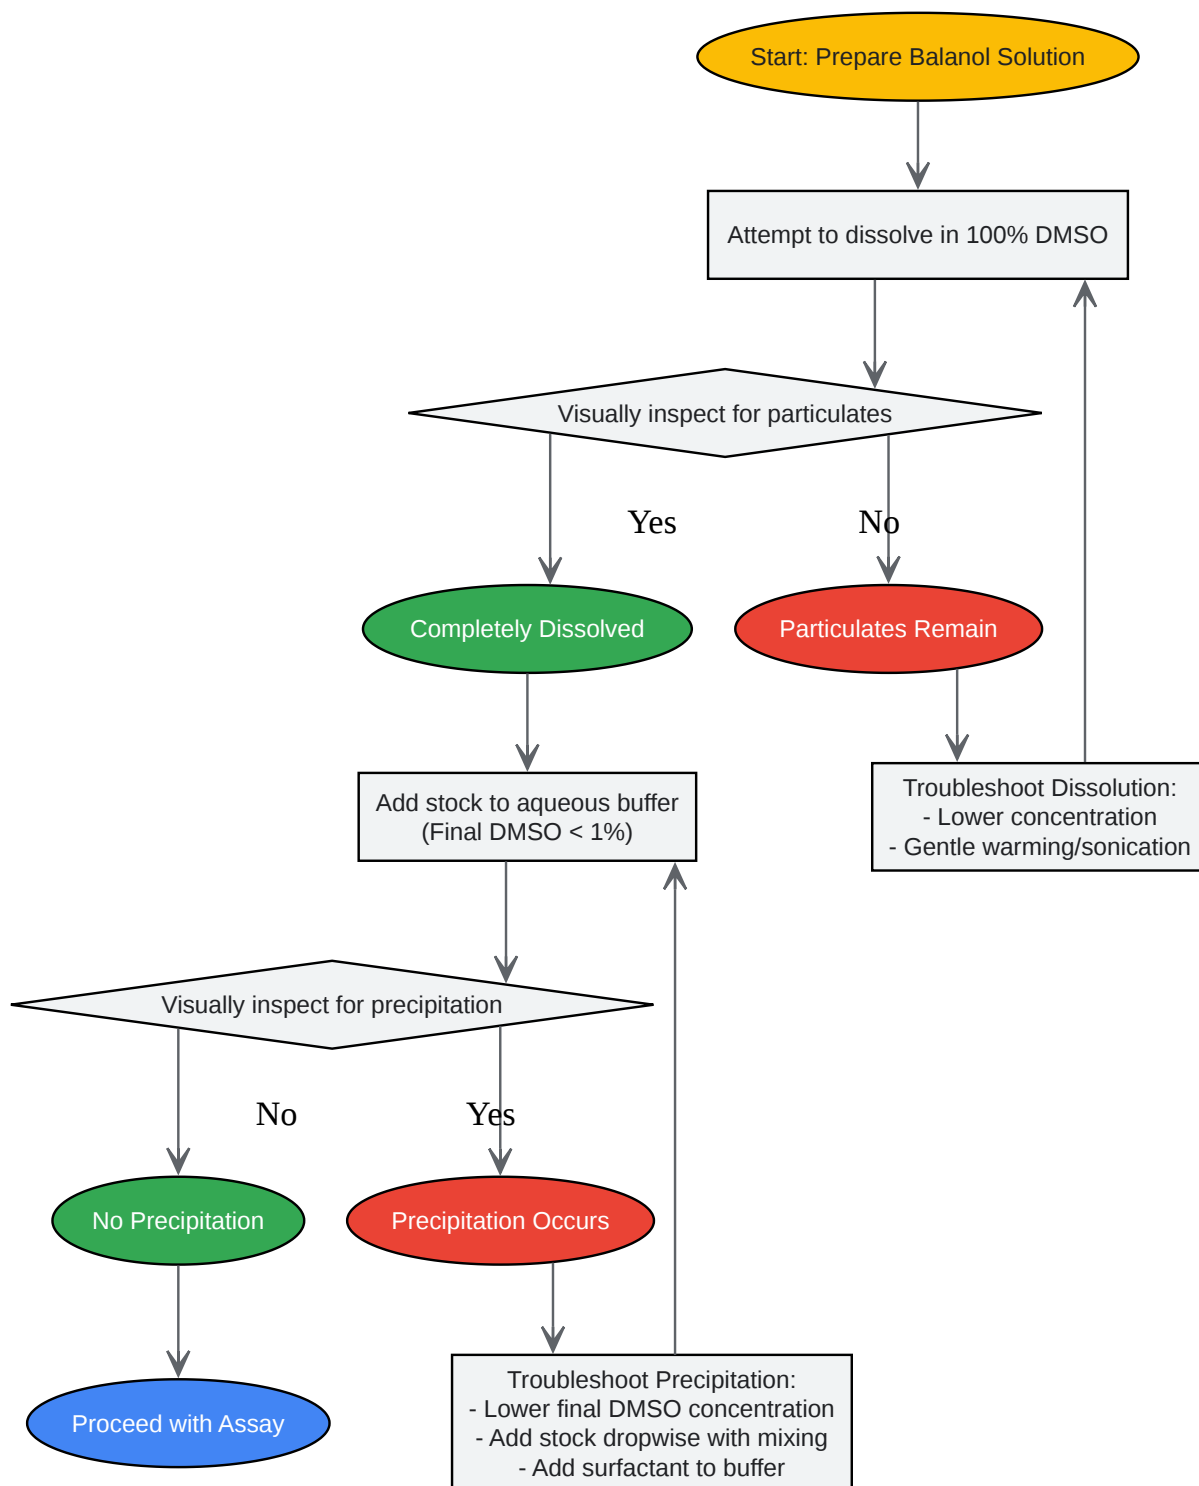 Start: Prepare Balanol Solution
Attempt to dissolve in 100% DMSO
Visually inspect for particulates
Yes
No
Completely Dissolved
Particulates Remain
Troubleshoot Dissolution:
- Lower concentration
- Gentle warming/sonication
Add stock to aqueous buffer
(Final DMSO < 1%)
Visually inspect for precipitation
No
Yes
No Precipitation
Precipitation Occurs
Proceed with Assay
Troubleshoot Precipitation:
- Lower final DMSO concentration
- Add stock dropwise with mixing
- Add surfactant to buffer